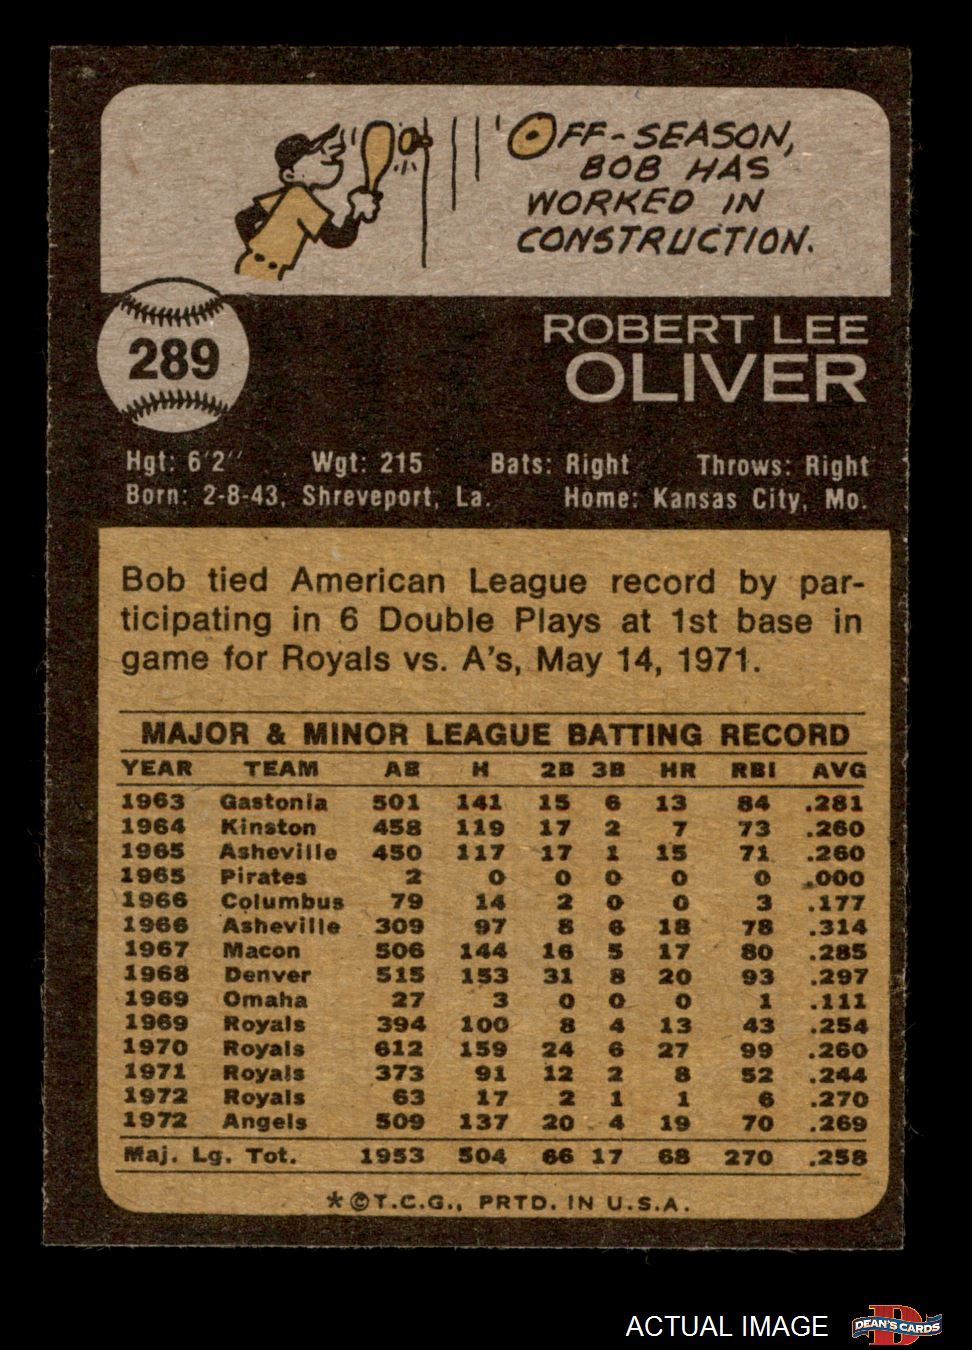 OFF-SEASON,
BOB HAS
WORKED IN
CONSTRUCTION.
289
ROBERT LEE
OLIVER
Hgt: 6'2" Wgt: 215 Bats: Right Throws: Right
Born: 2-8-43, Shreveport, La. Home: Kansas City, Mo.
Bob tied American League record by par-
ticipating in 6 Double Plays at 1st base in
game for Royals vs. A's, May 14, 1971.
MAJOR & MINOR LEAGUE BATTING RECORD
YEAR TEAM AB H 2B 3B HR RBI AVG
1963 Gastonia 501 141 15 6 13 84 .281
1964 Kinston 458 119 17 2 7 73 .260
1965 Asheville 450 117 17 1 15 71 .260
1965 Pirates 2 0 0 0 0 0 .000
1966 Columbus 79 14 2 0 0 3 .177
1966 Asheville 309 97 8 6 18 78 .314
1967 Macon 506 144 16 5 17 80 .285
1968 Denver 515 153 31 8 20 93 .297
1969 Omaha 27 3 0 0 0 1 .111
1969 Royals 394 100 8 4 13 43 .254
1970 Royals 612 159 24 6 27 99 .260
1971 Royals 373 91 12 2 8 52 .244
1972 Royals 63 17 2 1 1 6 .270
1972 Angels 509 137 20 4 19 70 .269
Maj. Lg. Tot. 1953 504 66 17 68 270 .258
*©T.C.G., PRTD. IN U.S.A.
ACTUAL IMAGE
D
DEAN'S CARDS